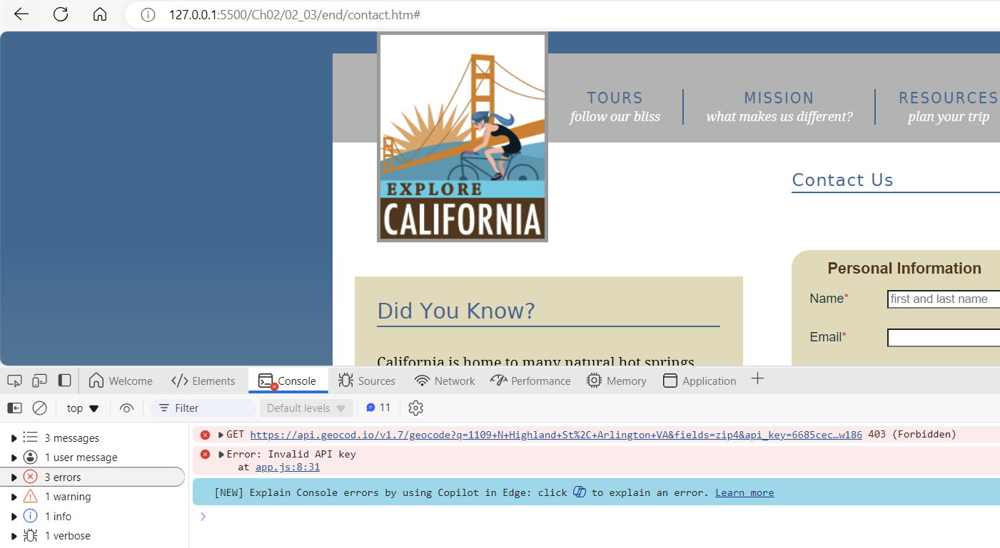 127.0.0.1:5500/Ch02/02_03/end/contact.htm#
TOURS
follow our bliss
MISSION
what makes us different?
RESOURCES
plan your trip
EXPLORE
CALIFORNIA
Contact Us
Personal Information
Name*
first and last name
Email*
Did You Know?
California is home to many natural hot springs
Welcome
Elements
Console
Sources
Network
Performance
Memory
Application
top
Filter
Default levels
11
3 messages
1 user message
3 errors
1 warning
1 info
1 verbose
GET https://api.geocod.io/v1.7/geocode?q=1109+N+Highland+St%2C+Arlington+VA&fields=zip4&api_key=6685cec…w186 403 (Forbidden)
Error: Invalid API key
at app.js:8:31
[NEW] Explain Console errors by using Copilot in Edge: click to explain an error. Learn more